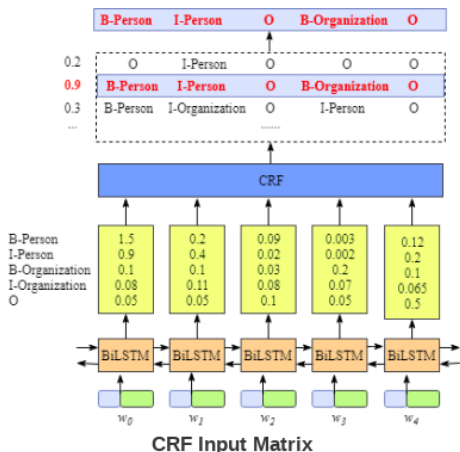 B-Person I-Person O B-Organization O
0.2 O I-Person O O O
0.9 B-Person I-Person O B-Organization O
0.3 B-Person I-Organization O I-Person O
... ......
CRF
B-Person 1.5 0.2 0.09 0.003 0.12
I-Person 0.9 0.4 0.02 0.002 0.2
B-Organization 0.1 0.1 0.03 0.2 0.1
I-Organization 0.08 0.11 0.08 0.07 0.065
O 0.05 0.05 0.1 0.05 0.5
BiLSTM BiLSTM BiLSTM BiLSTM BiLSTM
w0 w1 w2 w3 w4
CRF Input Matrix